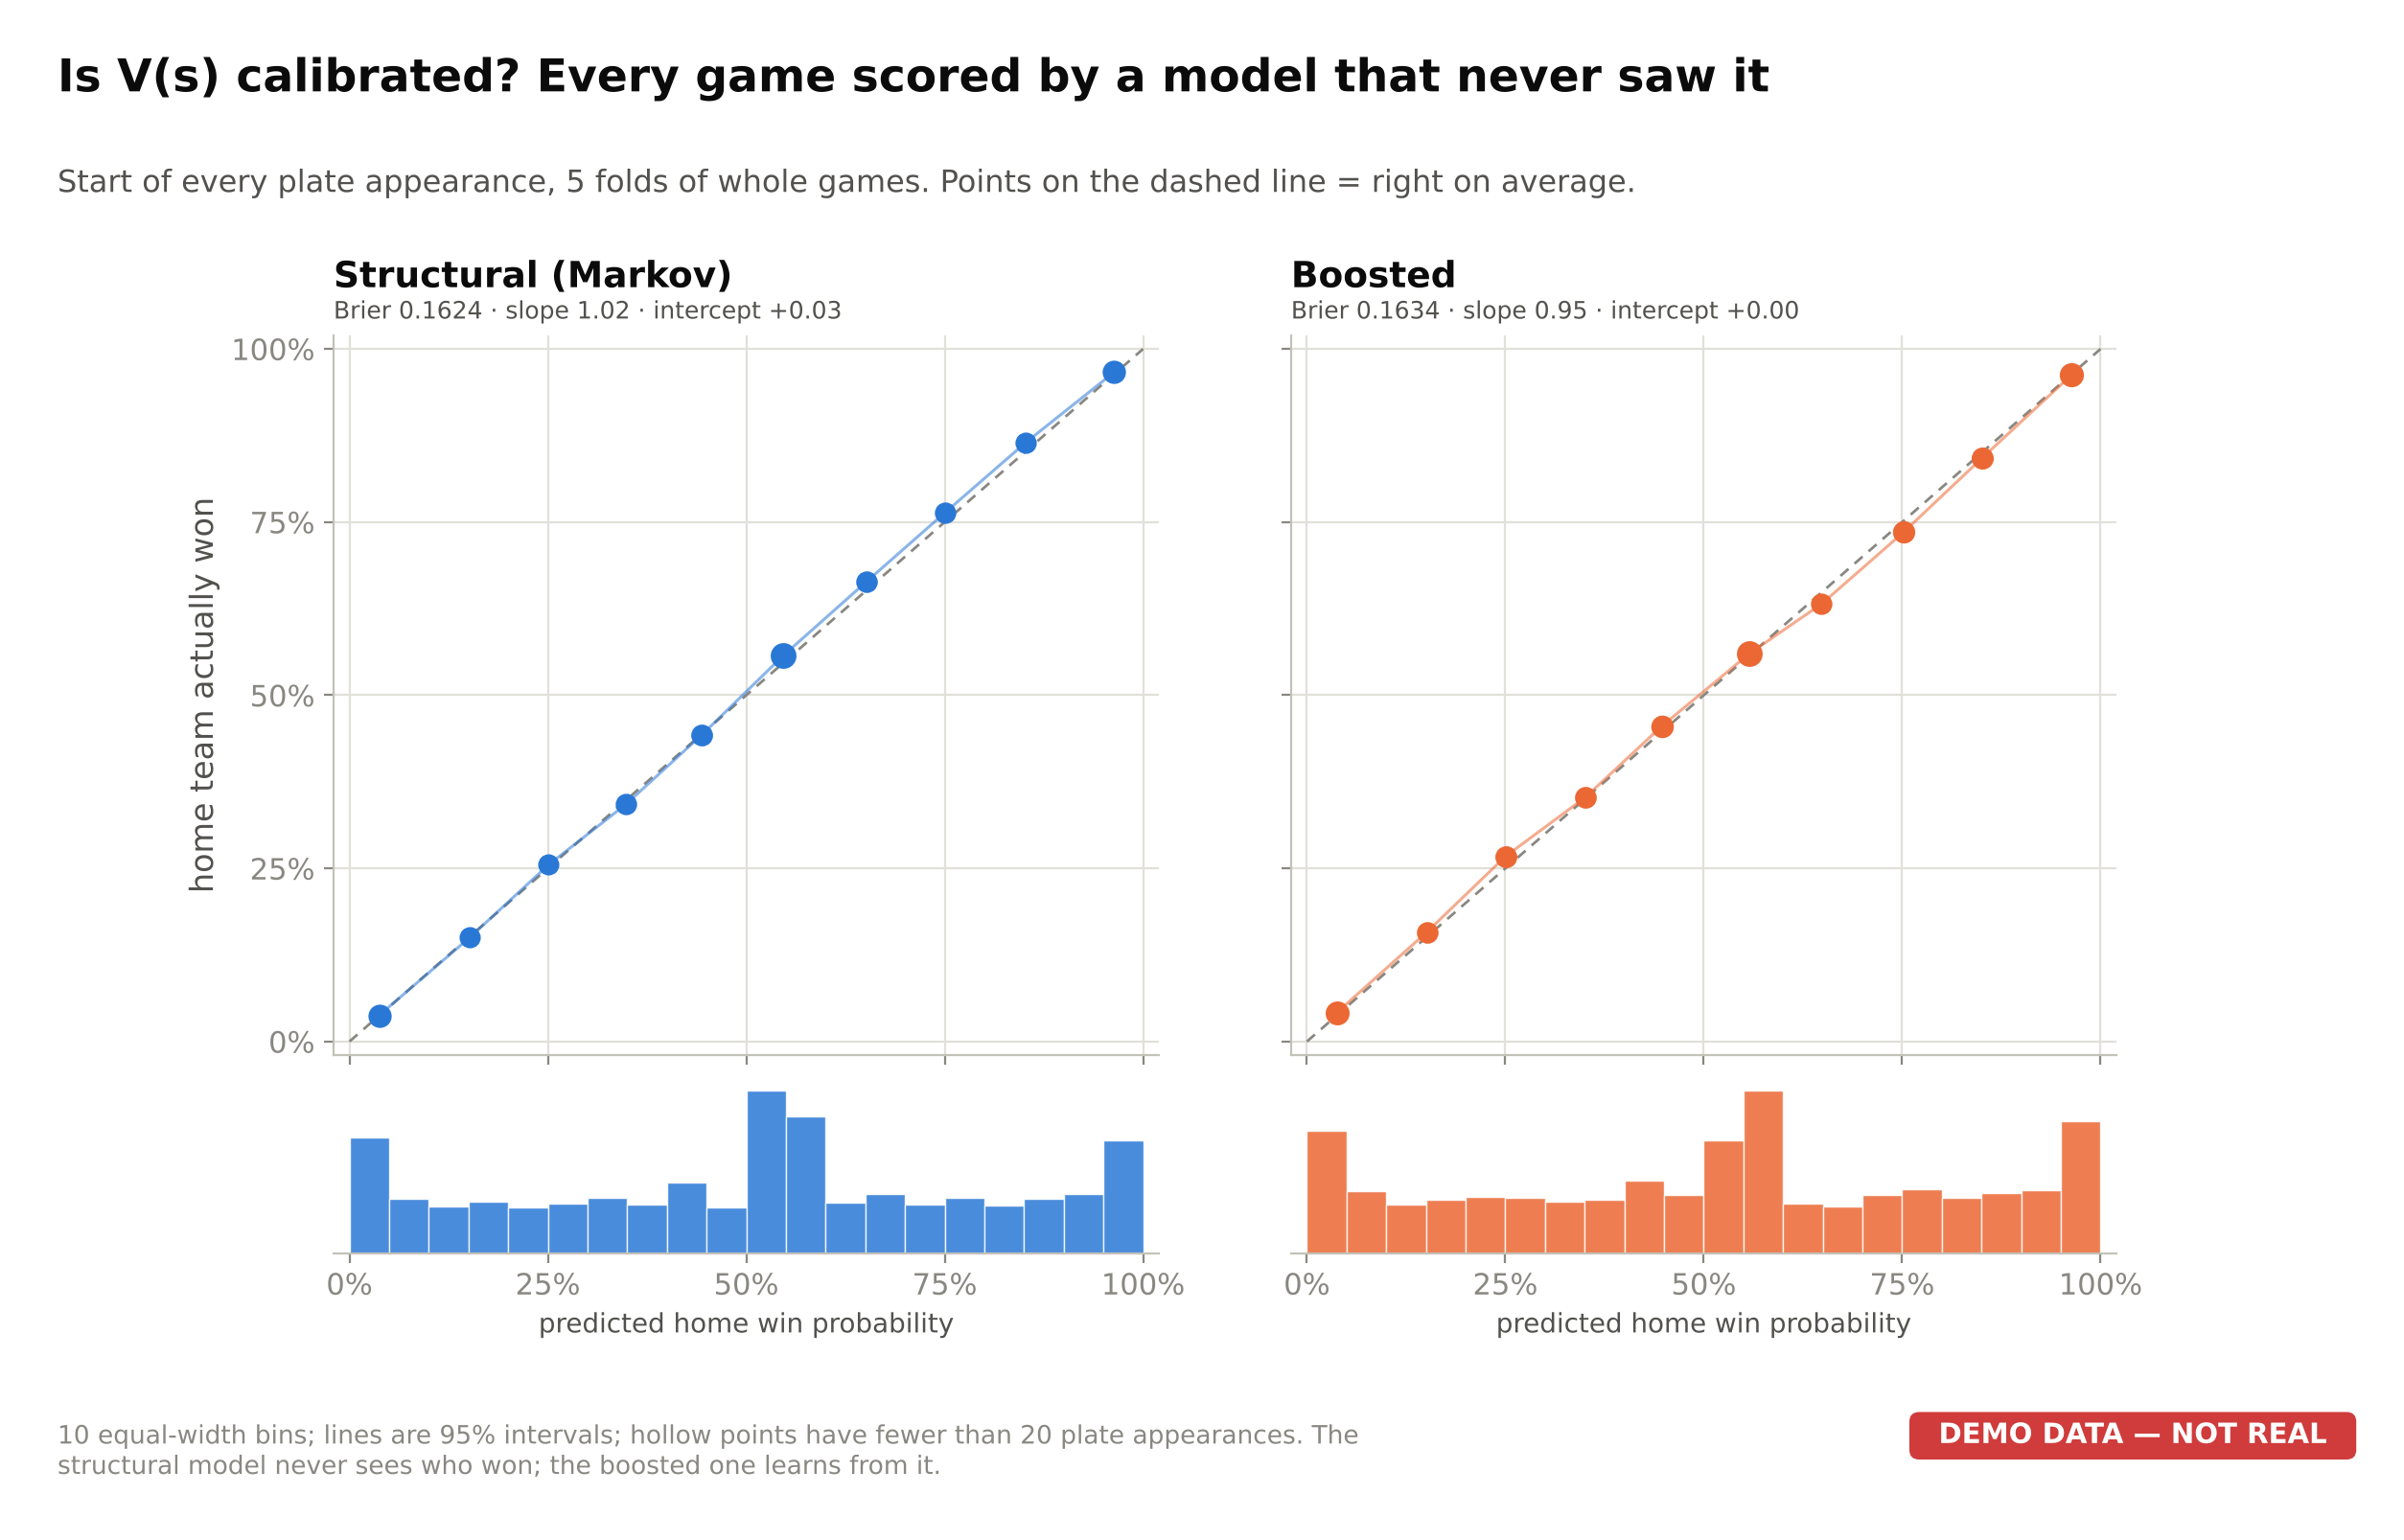 Is V(s) calibrated? Every game scored by a model that never saw it
Start of every plate appearance, 5 folds of whole games. Points on the dashed line = right on average.
Structural (Markov)
Brier 0.1624 · slope 1.02 · intercept +0.03
100%
75%
50%
25%
0%
home team actually won
0%
25%
50%
75%
100%
predicted home win probability
Boosted
Brier 0.1634 · slope 0.95 · intercept +0.00
0%
25%
50%
75%
100%
predicted home win probability
10 equal-width bins; lines are 95% intervals; hollow points have fewer than 20 plate appearances. The
structural model never sees who won; the boosted one learns from it.
DEMO DATA — NOT REAL